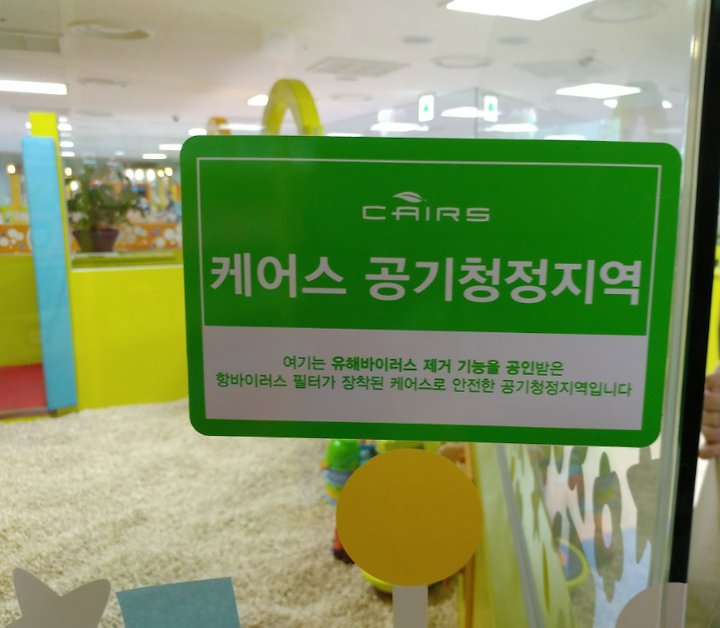 CAIRS
케어스 공기청정지역
여기는 유해바이러스 제거 기능을 공인받은
항바이러스 필터가 장착된 케어스로 안전한 공기청정지역입니다